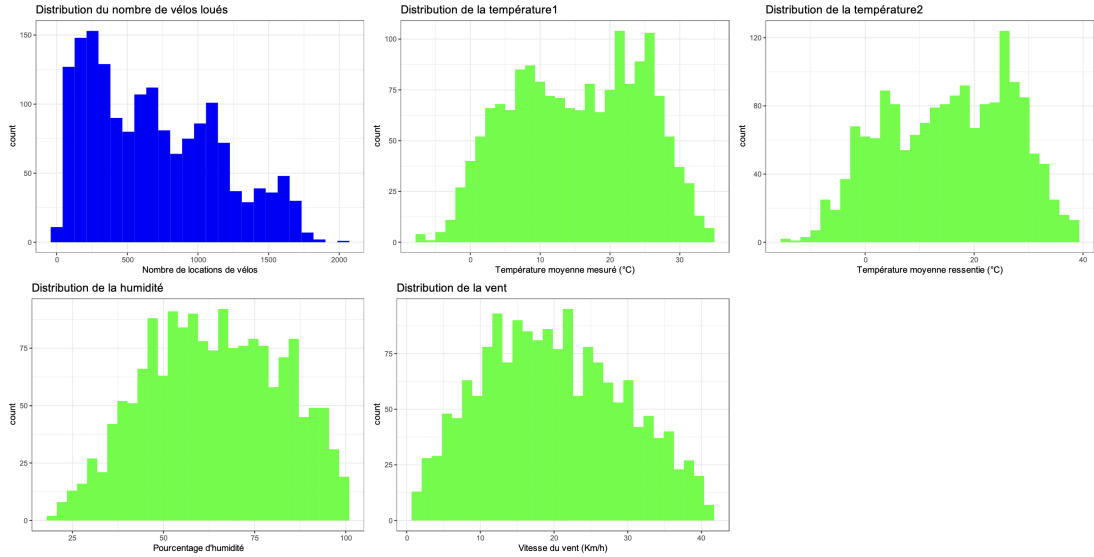 Distribution du nombre de vélos loués
150
100
50
0
count
0 500 1000 1500 2000
Nombre de locations de vélos
Distribution de la température1
100
75
50
25
0
count
0 10 20 30
Température moyenne mesuré (°C)
Distribution de la température2
120
80
40
0
count
0 20 40
Température moyenne ressentie (°C)
Distribution de la humidité
75
50
25
0
count
25 50 75 100
Pourcentage d'humidité
Distribution de la vent
75
50
25
0
count
0 10 20 30 40
Vitesse du vent (Km/h)